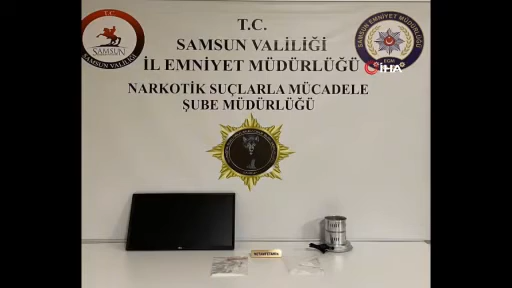 T.C.
SAMSUN VALİLİĞİ
İL EMNİYET MÜDÜRLÜĞÜ
NARKOTİK SUÇLARLA MÜCADELE
ŞUBE MÜDÜRLÜĞÜ
T.C.
SAMSUN
SAMSUN VALİLİĞİ
SAMSUN EMNİYET MÜDÜRLÜĞÜ
EGM
İHA